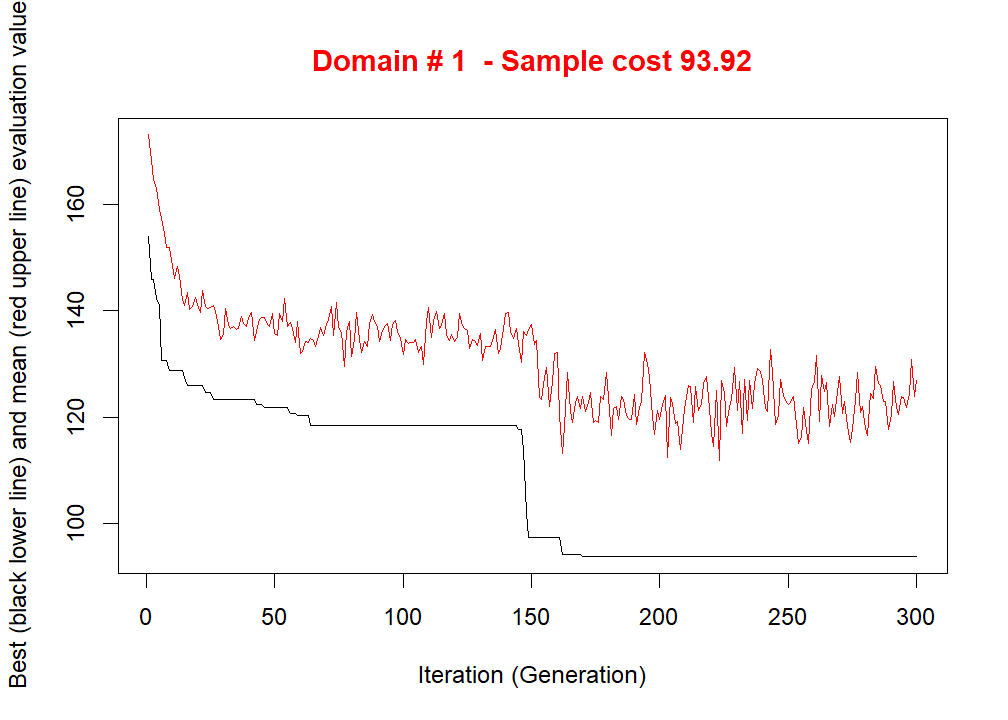 Domain # 1  - Sample cost 93.92
Best (black lower line) and mean (red upper line) evaluation value
160
140
120
100
0 50 100 150 200 250 300
Iteration (Generation)